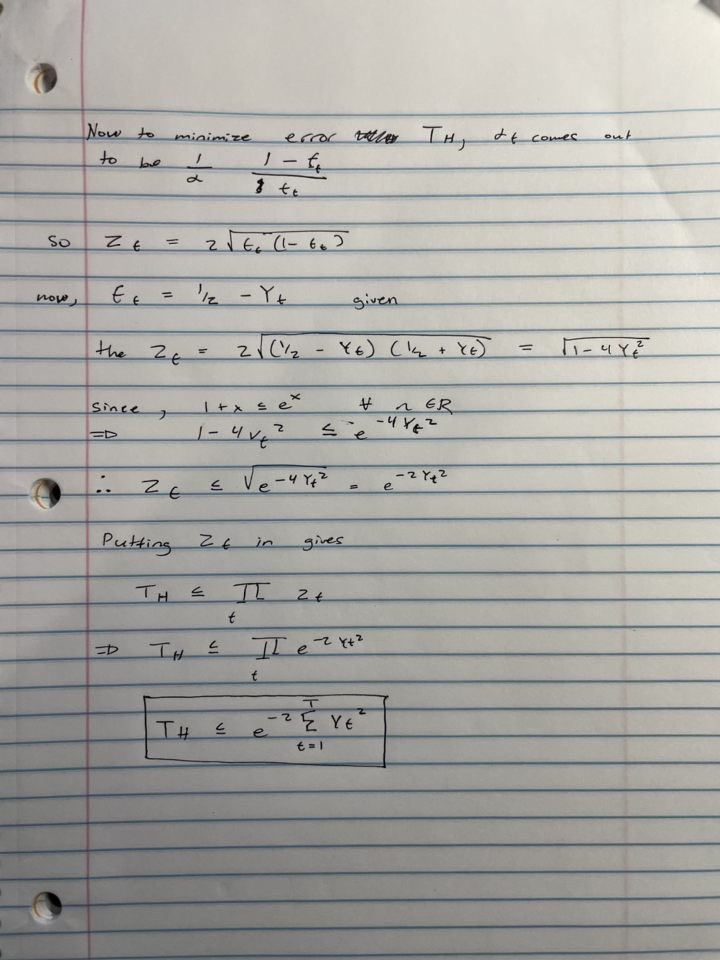 Now to minimize error T_H, α_t comes out
to be 1/α (1 - ε_t)/ε_t
so Z_t = 2√(ε_t (1 - ε_t))
now, ε_t = 1/2 - γ_t given
the Z_t = 2√((1/2 - γ_t) (1/2 + γ_t)) = √(1 - 4γ_t²)
since, 1 + x ≤ e^x ∀ n ∈ R
⇒ 1 - 4γ_t² ≤ e^(-4γ_t²)
∴ Z_t ≤ √(e^(-4γ_t²)) = e^(-2γ_t²)
Putting Z_t in gives
T_H ≤ ∏_t Z_t
⇒ T_H ≤ ∏_t e^(-2γ_t²)
T_H ≤ e^(-2 Σ_{t=1}^{T} γ_t²)